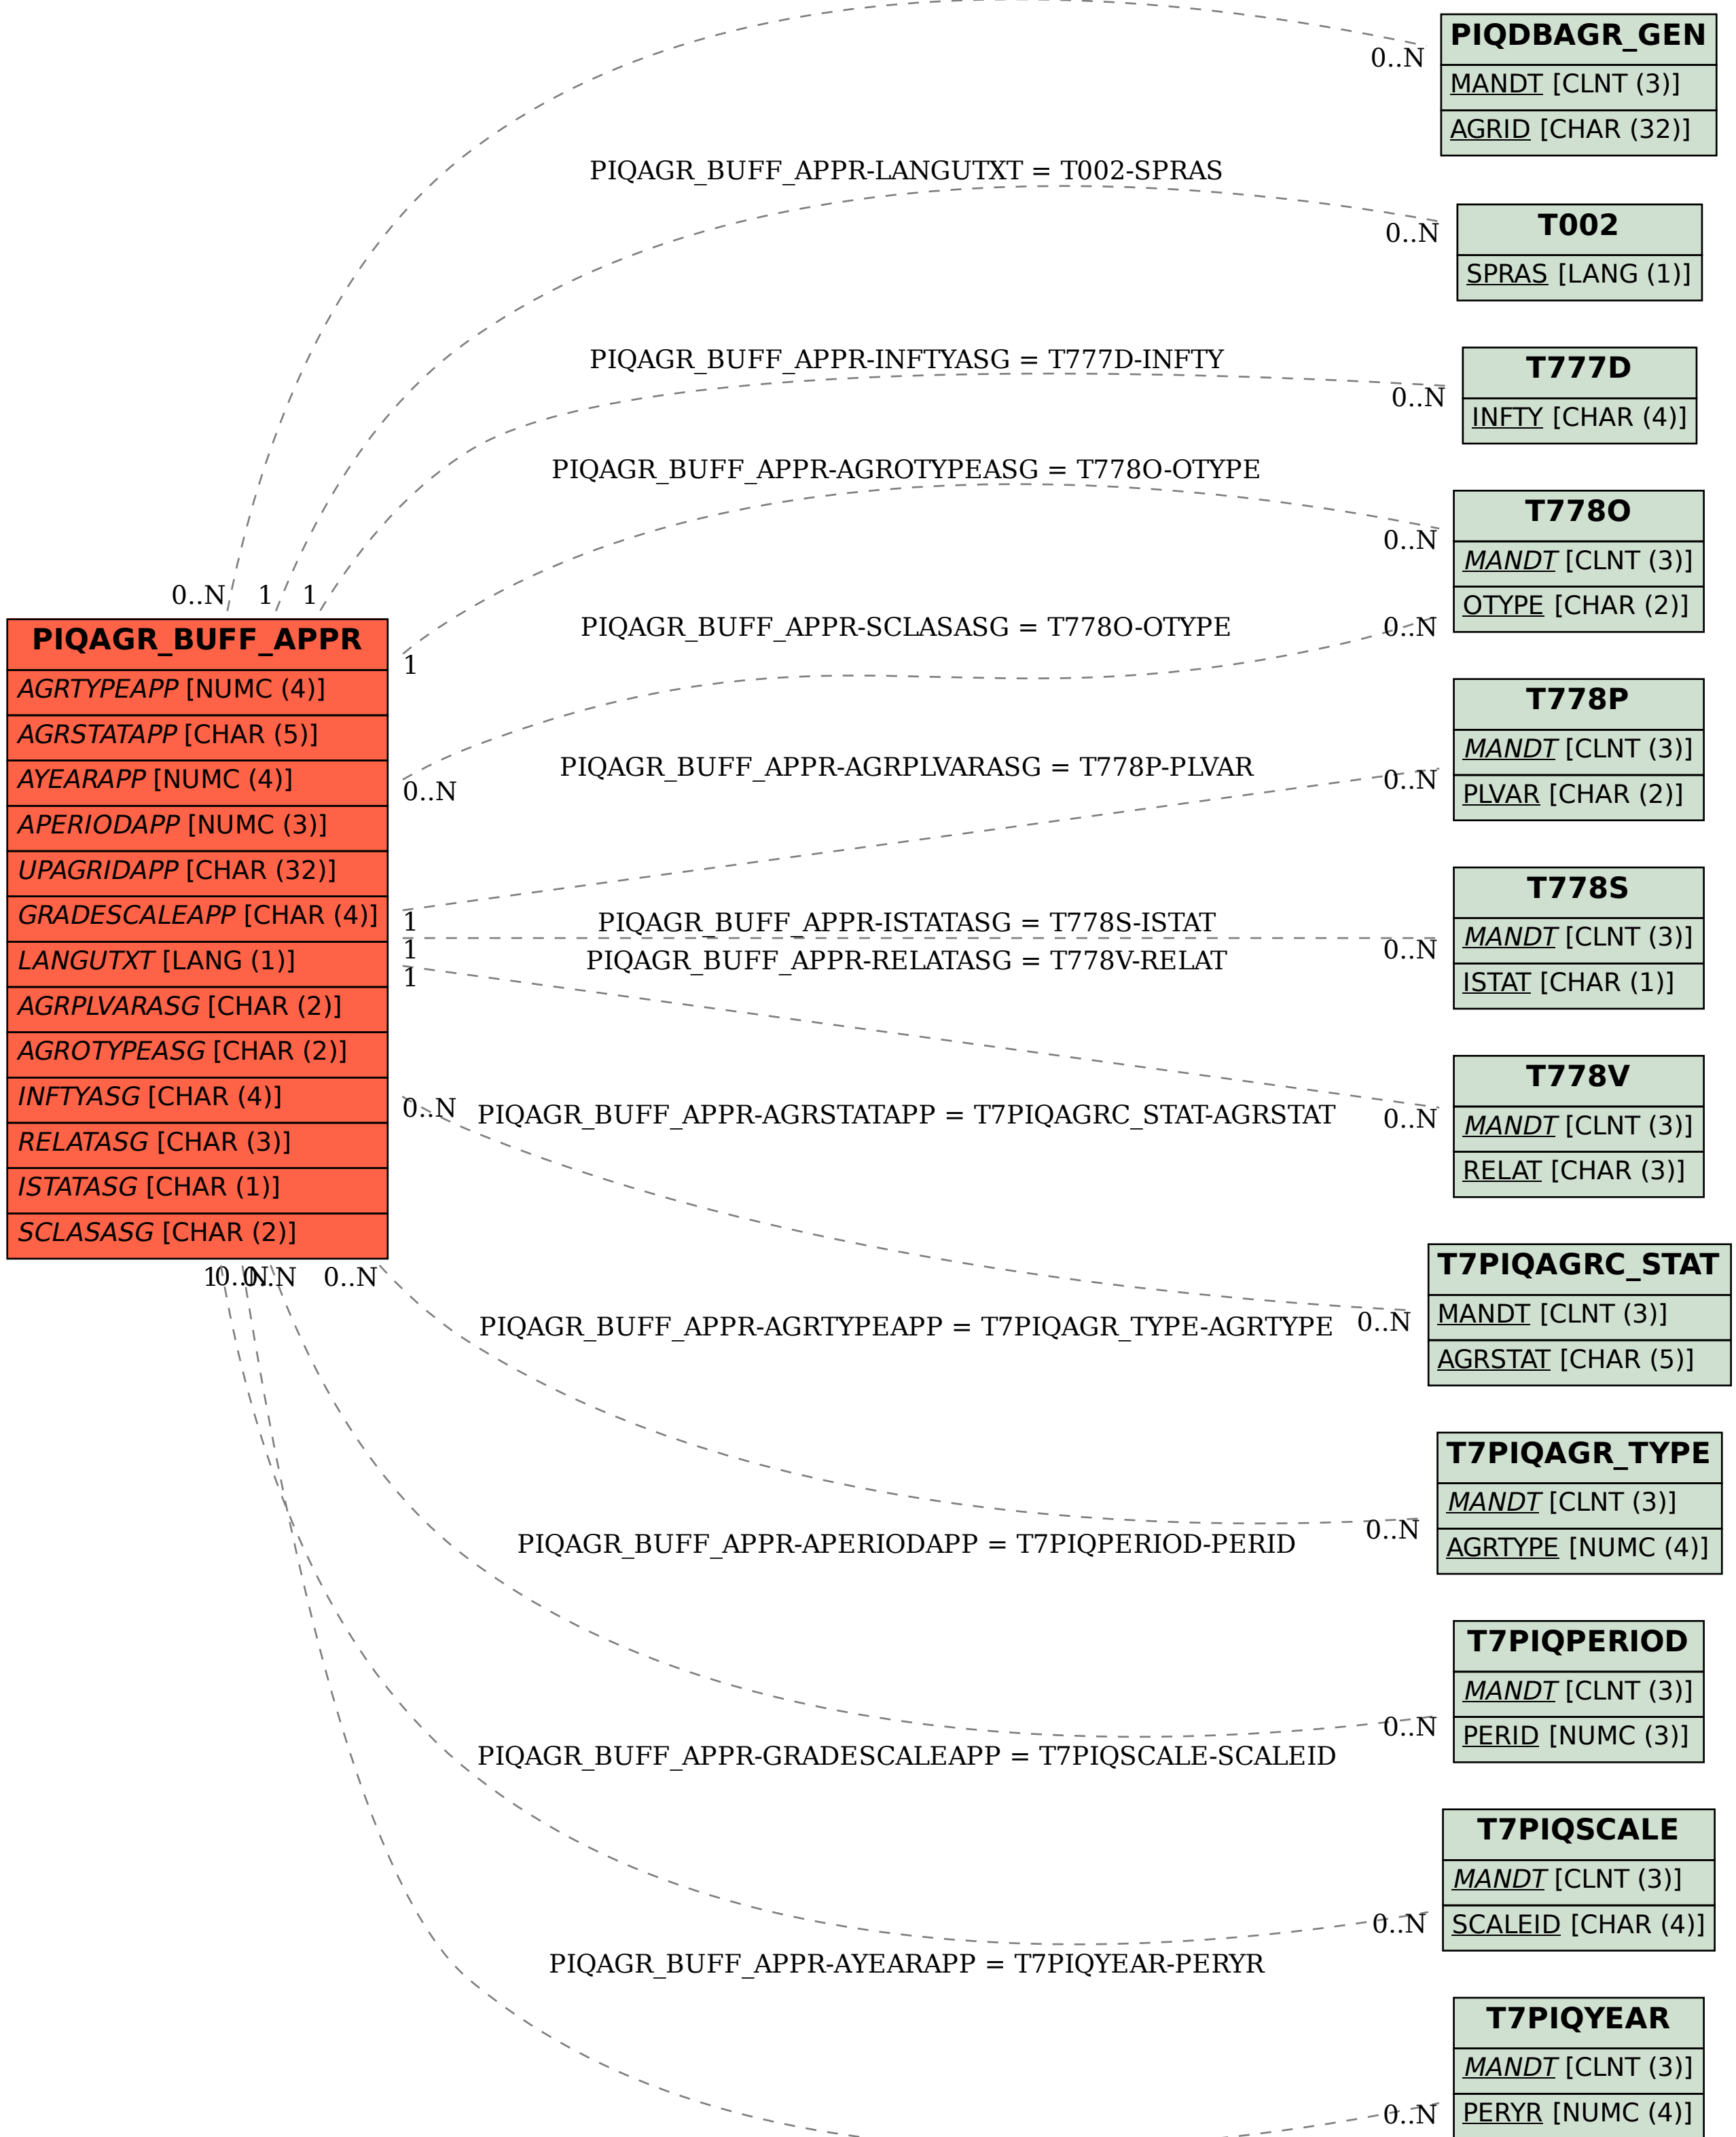 PIQDBAGR_GEN
0..N
MANDT [CLNT (3)]
AGRID [CHAR (32)]
PIQAGR_BUFF_APPR-LANGUTXT = T002-SPRAS
T002
0..N
SPRAS [LANG (1)]
PIQAGR_BUFF_APPR-INFTYASG = T777D-INFTY
T777D
0..N
INFTY [CHAR (4)]
PIQAGR_BUFF_APPR-AGROTYPEASG = T778O-OTYPE
T778O
0..N
MANDT [CLNT (3)]
OTYPE [CHAR (2)]
0..N
1
1
PIQAGR_BUFF_APPR-SCLASASG = T778O-OTYPE
0..N
PIQAGR_BUFF_APPR
1
AGRTYPEAPP [NUMC (4)]
AGRSTATAPP [CHAR (5)]
AYEARAPP [NUMC (4)]
APERIODAPP [NUMC (3)]
UPAGRIDAPP [CHAR (32)]
GRADESCALEAPP [CHAR (4)]
LANGUTXT [LANG (1)]
AGRPLVARASG [CHAR (2)]
AGROTYPEASG [CHAR (2)]
INFTYASG [CHAR (4)]
RELATASG [CHAR (3)]
ISTATASG [CHAR (1)]
SCLASASG [CHAR (2)]
0..N
PIQAGR_BUFF_APPR-AGRPLVARASG = T778P-PLVAR
0..N
T778P
MANDT [CLNT (3)]
PLVAR [CHAR (2)]
1
PIQAGR_BUFF_APPR-ISTATASG = T778S-ISTAT
T778S
MANDT [CLNT (3)]
ISTAT [CHAR (1)]
1
0..N
PIQAGR_BUFF_APPR-RELATASG = T778V-RELAT
1
T778V
MANDT [CLNT (3)]
RELAT [CHAR (3)]
0..N
0..N
PIQAGR_BUFF_APPR-AGRSTATAPP = T7PIQAGRC_STAT-AGRSTAT
T7PIQAGRC_STAT
MANDT [CLNT (3)]
AGRSTAT [CHAR (5)]
0..N
1
0..N
0..N
0..N
PIQAGR_BUFF_APPR-AGRTYPEAPP = T7PIQAGR_TYPE-AGRTYPE
T7PIQAGR_TYPE
MANDT [CLNT (3)]
AGRTYPE [NUMC (4)]
0..N
PIQAGR_BUFF_APPR-APERIODAPP = T7PIQPERIOD-PERID
T7PIQPERIOD
MANDT [CLNT (3)]
PERID [NUMC (3)]
0..N
PIQAGR_BUFF_APPR-GRADESCALEAPP = T7PIQSCALE-SCALEID
T7PIQSCALE
MANDT [CLNT (3)]
SCALEID [CHAR (4)]
0..N
PIQAGR_BUFF_APPR-AYEARAPP = T7PIQYEAR-PERYR
T7PIQYEAR
MANDT [CLNT (3)]
PERYR [NUMC (4)]
0..N